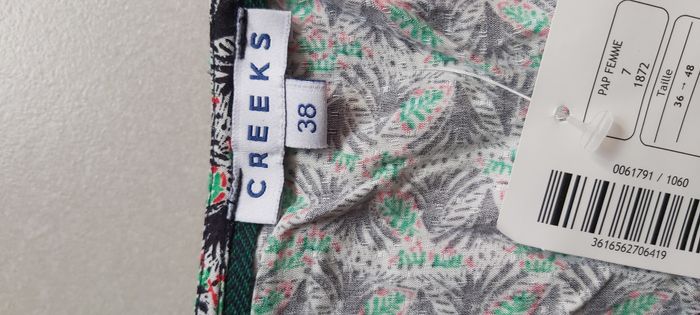 CREEKS
38
PAP FEMME
7
1872
Taille
36 → 48
0061791 / 1060
3616562706419